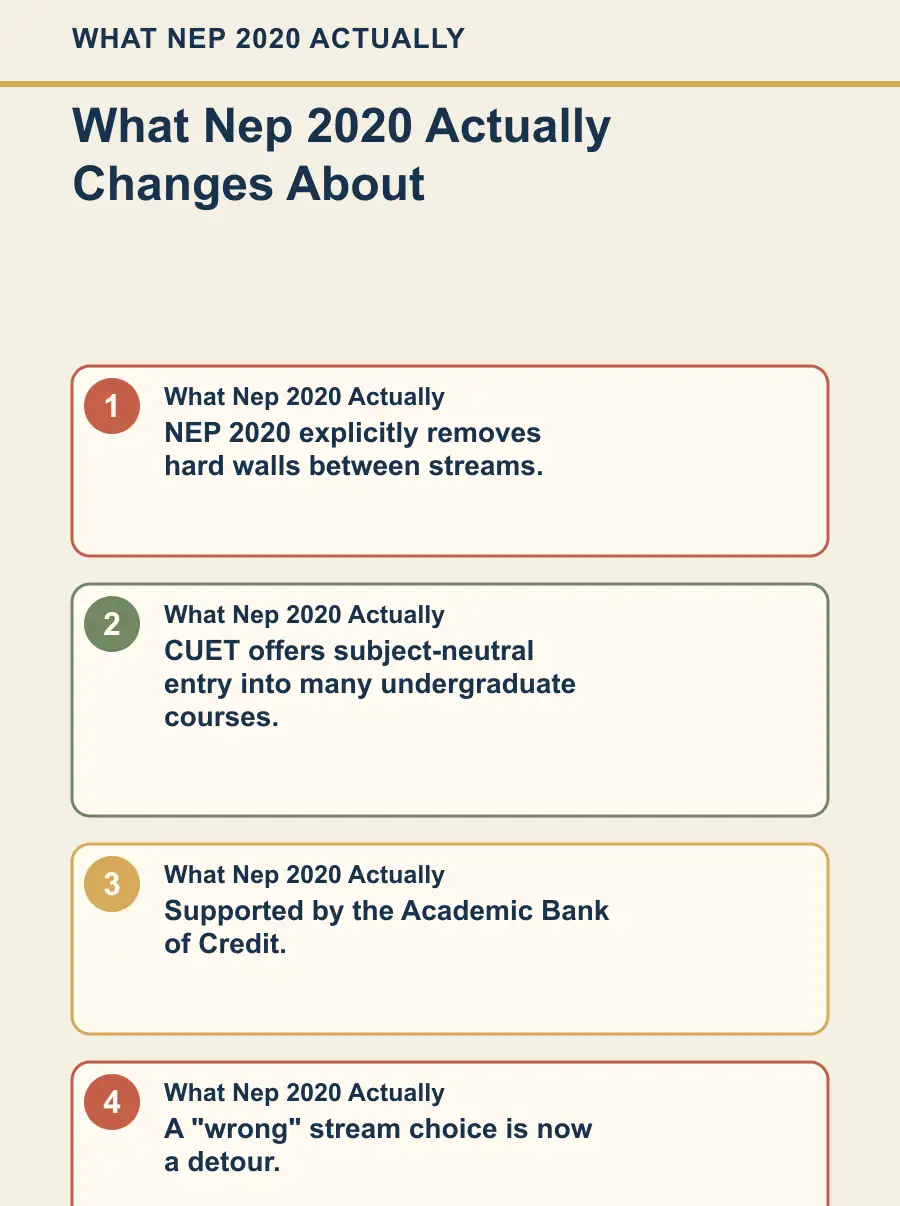 WHAT NEP 2020 ACTUALLY
What Nep 2020 Actually
Changes About
1
What Nep 2020 Actually
NEP 2020 explicitly removes
hard walls between streams.
2
What Nep 2020 Actually
CUET offers subject-neutral
entry into many undergraduate
courses.
3
What Nep 2020 Actually
Supported by the Academic Bank
of Credit.
4
What Nep 2020 Actually
A "wrong" stream choice is now
a detour.